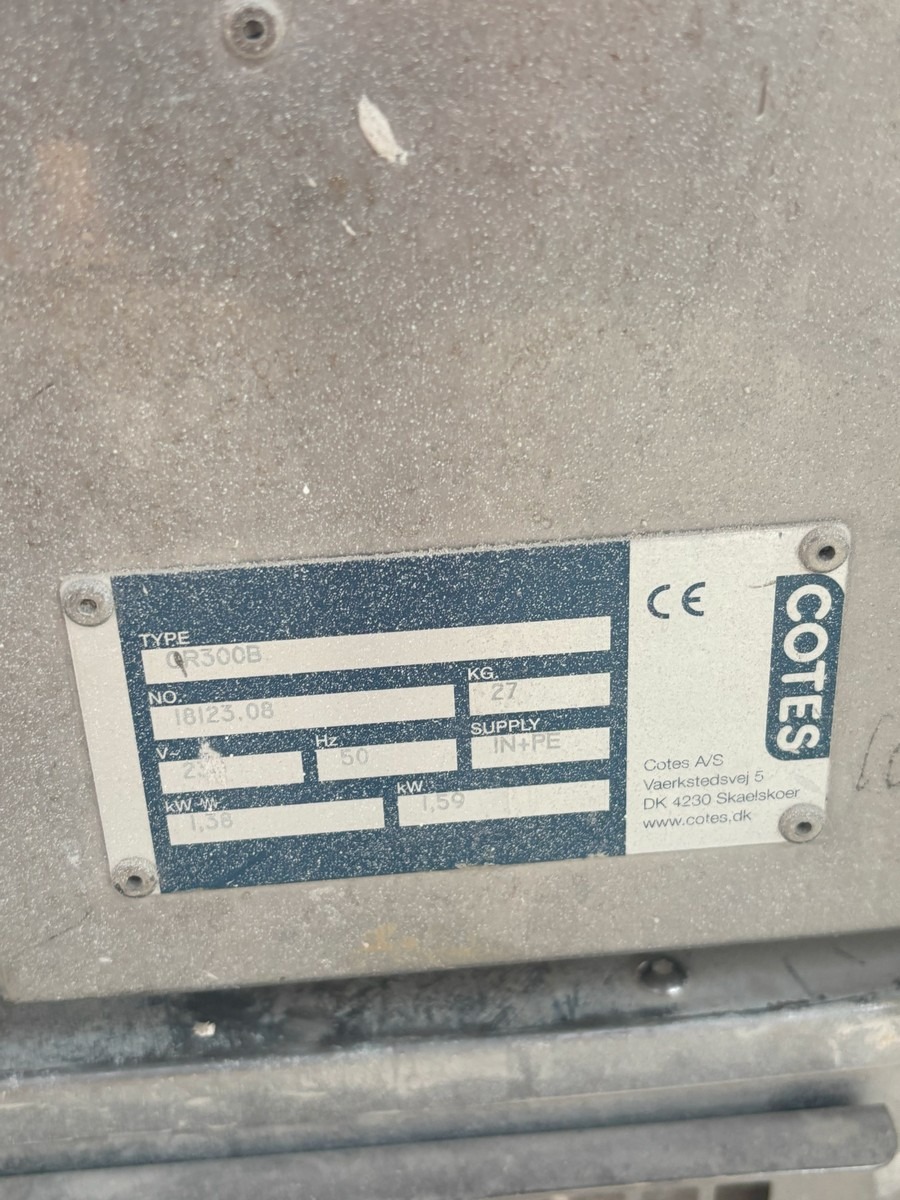 TYPE
CR300B
NO.
18123.08
KG.
27
V~
Hz
50
SUPPLY
1N+PE
kW
1,38
kW
1,59
CE
COTES
Cotes A/S
Vaerkstedsvej 5
DK 4230 Skaelskoer
www.cotes.dk